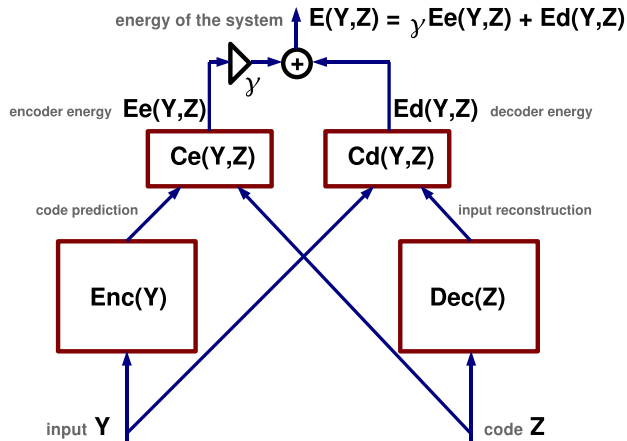 energy of the system E(Y,Z) = γ Ee(Y,Z) + Ed(Y,Z)
+
γ
encoder energy Ee(Y,Z) Ed(Y,Z) decoder energy
Ce(Y,Z) Cd(Y,Z)
code prediction input reconstruction
Enc(Y) Dec(Z)
input Y code Z